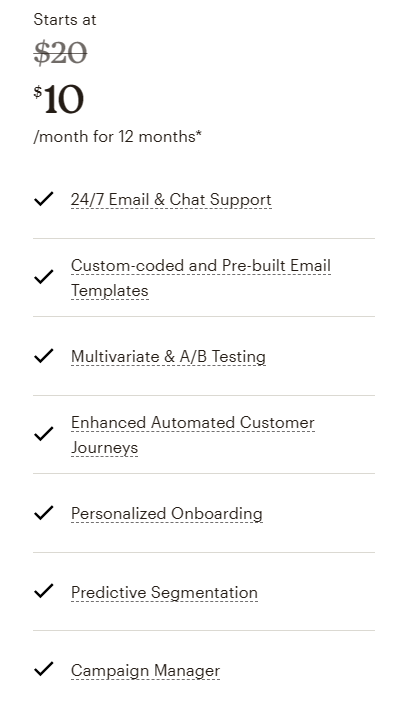 Starts at
$20
$10
/month for 12 months*
24/7 Email & Chat Support
Custom-coded and Pre-built Email
Templates
Multivariate & A/B Testing
Enhanced Automated Customer
Journeys
Personalized Onboarding
Predictive Segmentation
Campaign Manager